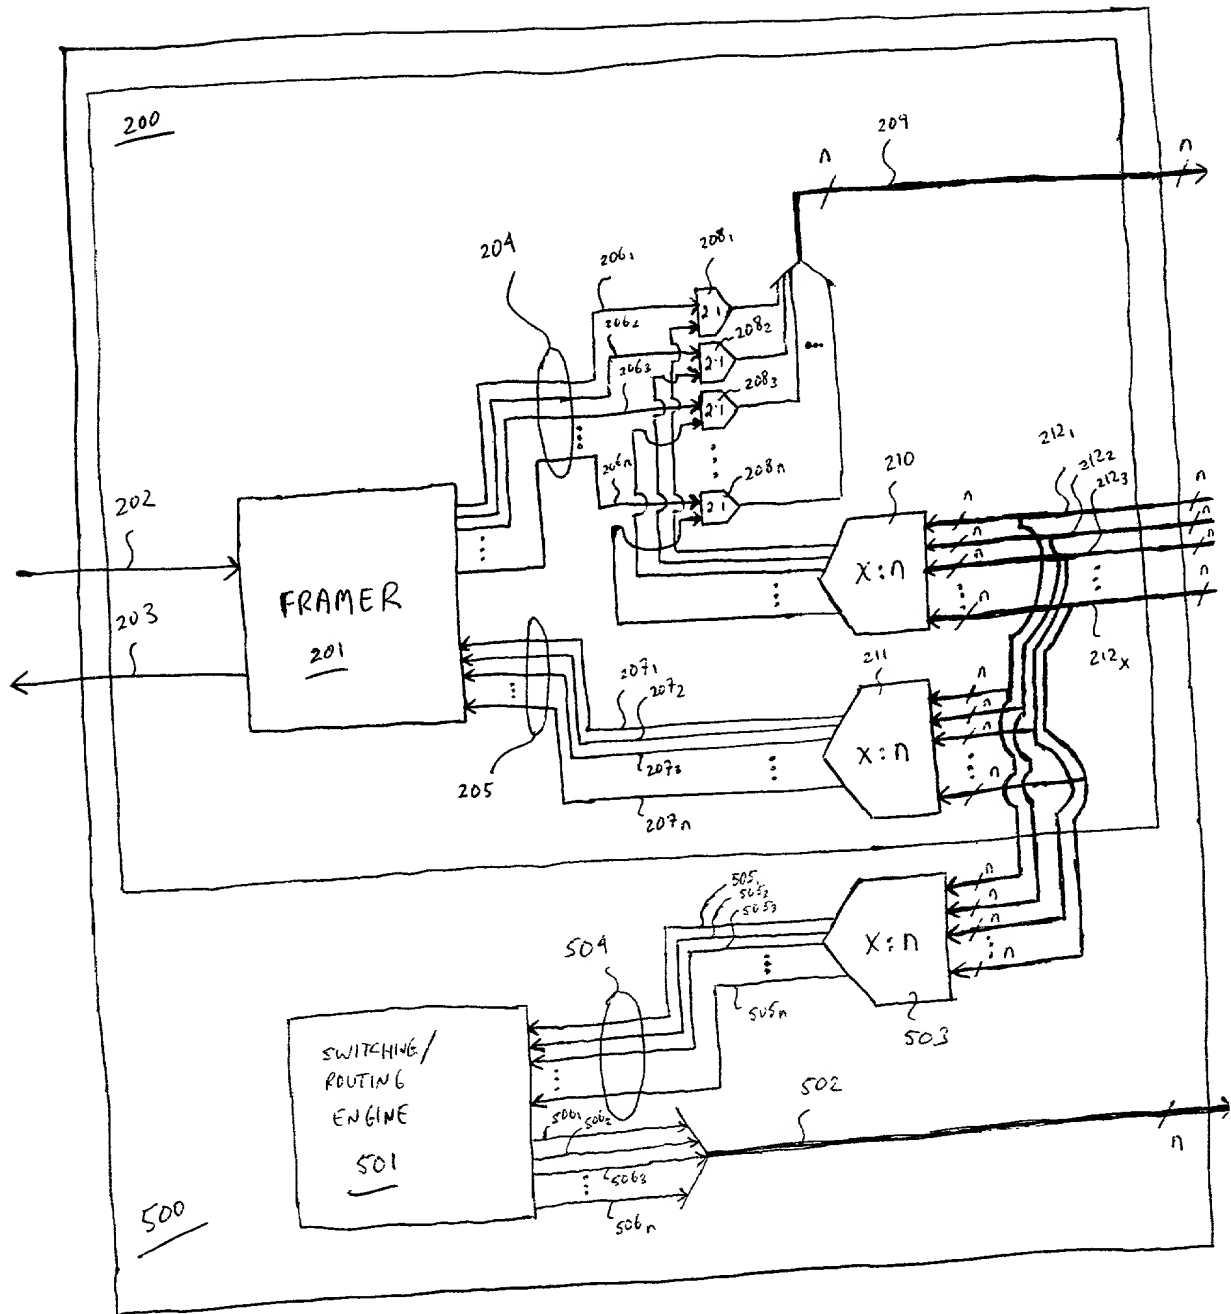 200
n
209
n
204
206₁
208₁
2:1
206₂
208₂
2:1
206₃
208₃
2:1
206n
208n
2:1
210
212₁
212₂
212₃
n
n
n
n
n
n
n
n
X:n
212x
202
203
FRAMER
201
207₁
207₂
207₃
207n
205
211
n
n
n
n
X:n
505₁
505₂
505₃
505n
504
n
n
n
n
X:n
503
SWITCHING/
ROUTING
ENGINE
501
506₁
506₂
506₃
506n
502
n
500